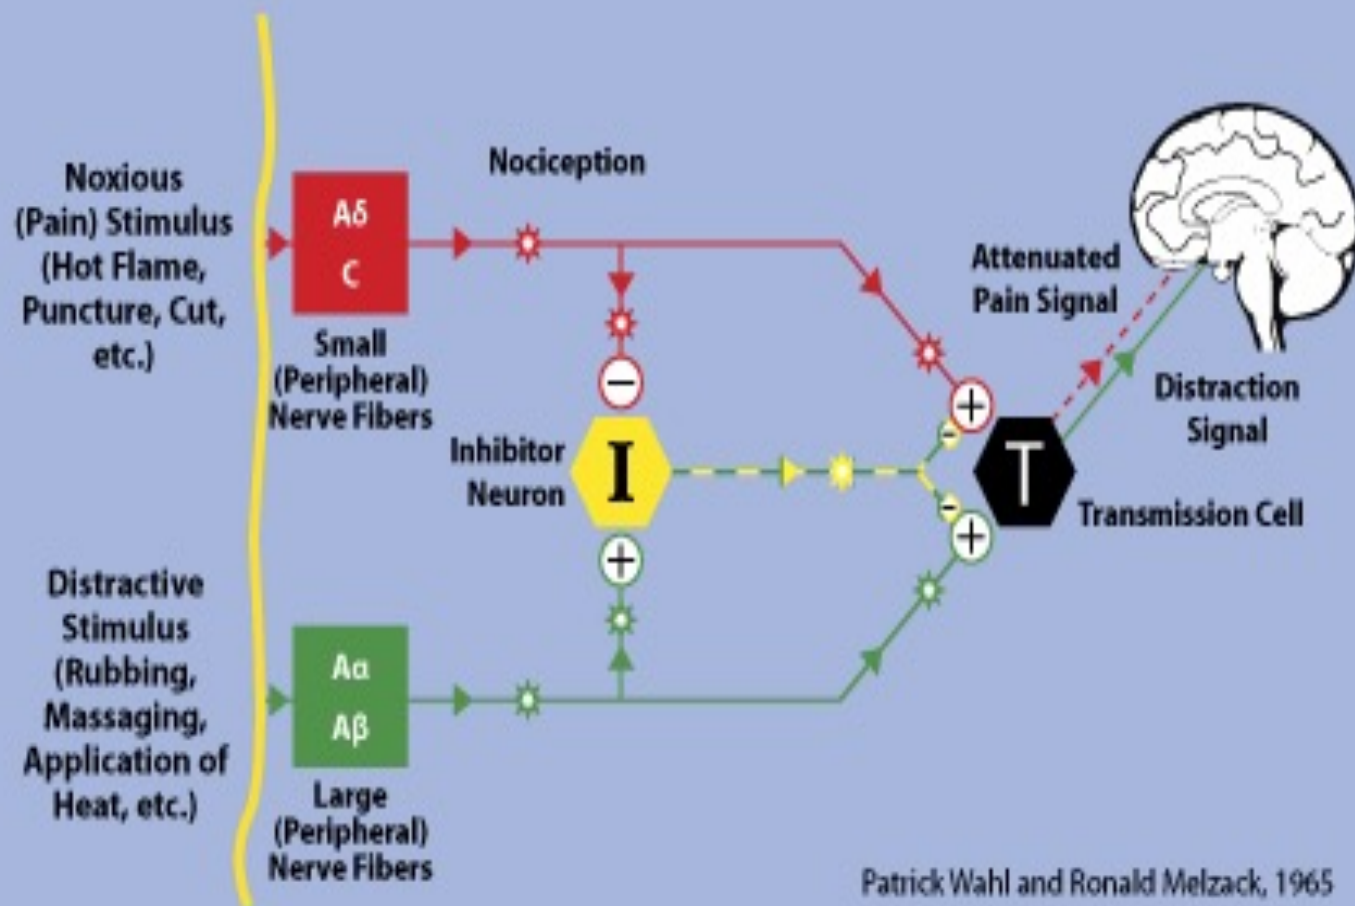 Noxious
(Pain) Stimulus
(Hot Flame,
Puncture, Cut,
etc.)
Aδ
C
Small
(Peripheral)
Nerve Fibers
Nociception
−
Inhibitor
Neuron
I
+
-
-
+
+
T
Transmission Cell
Attenuated
Pain Signal
Distraction
Signal
Distractive
Stimulus
(Rubbing,
Massaging,
Application of
Heat, etc.)
Aα
Aβ
Large
(Peripheral)
Nerve Fibers
Patrick Wahl and Ronald Melzack, 1965